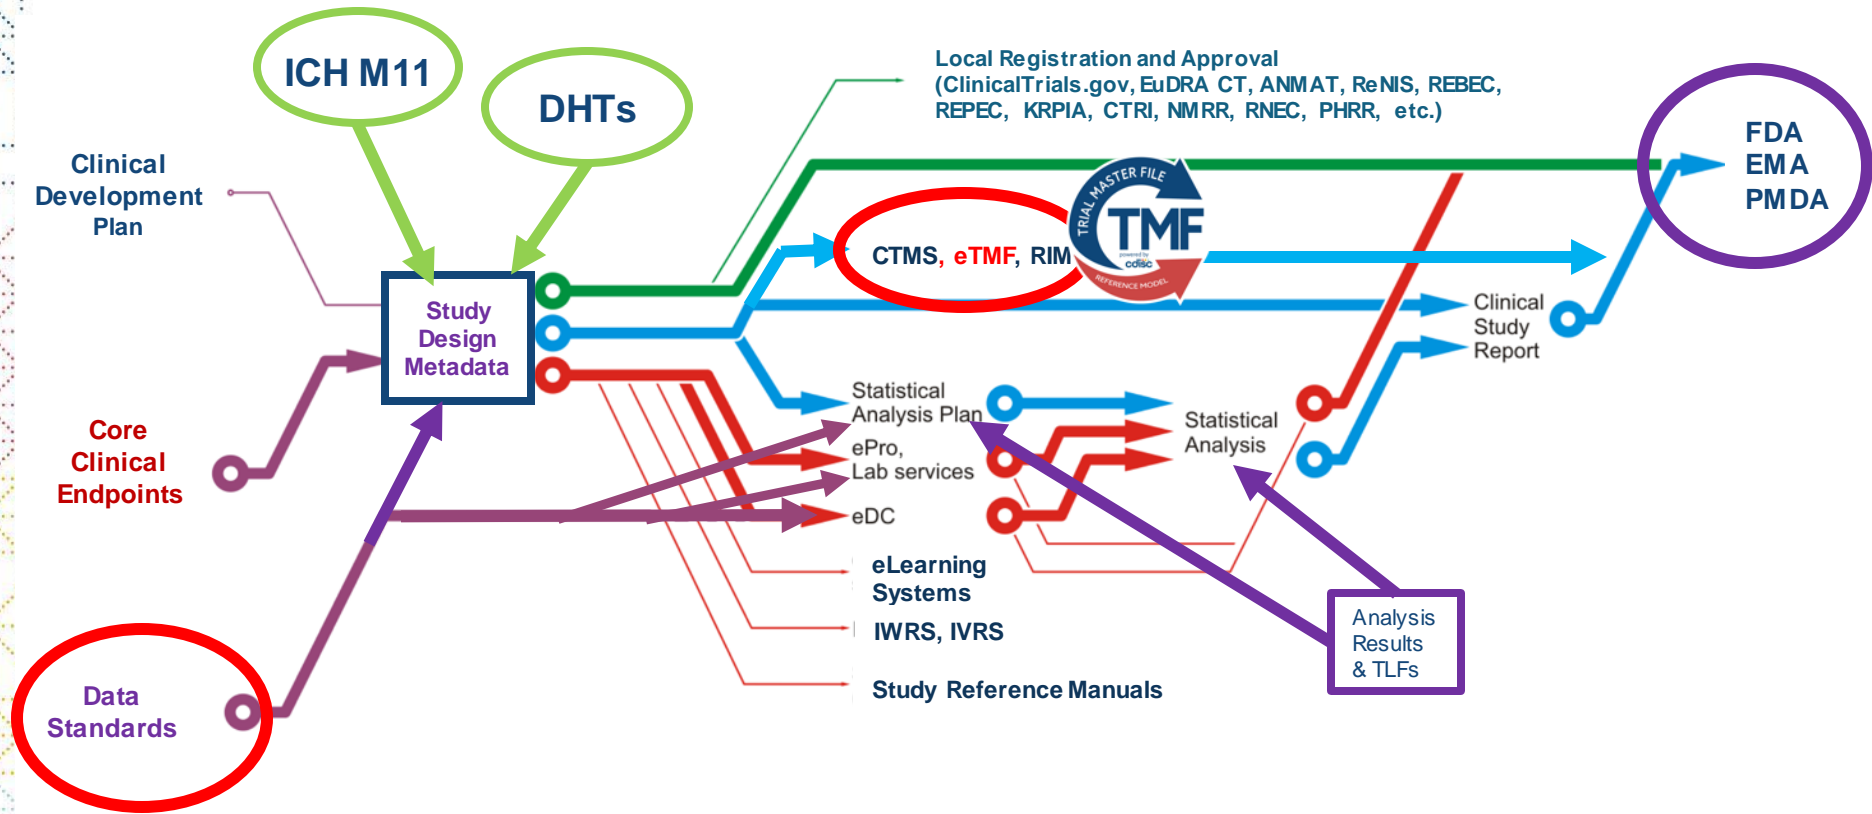 ICH M11
DHTs
Local Registration and Approval
(ClinicalTrials.gov, EuDRA CT, ANMAT, ReNIS, REBEC,
REPEC, KRPIA, CTRI, NMRR, RNEC, PHRR, etc.)
FDA
EMA
PMDA
Clinical
Development
Plan
TRIAL MASTER FILE
TMF
powered by
cdisc
REFERENCE MODEL
CTMS, eTMF, RIM
Study
Design
Metadata
Clinical
Study
Report
Statistical
Analysis Plan
Statistical
Analysis
ePro,
Lab services
eDC
Core
Clinical
Endpoints
eLearning
Systems
IWRS, IVRS
Study Reference Manuals
Analysis
Results
& TLFs
Data
Standards